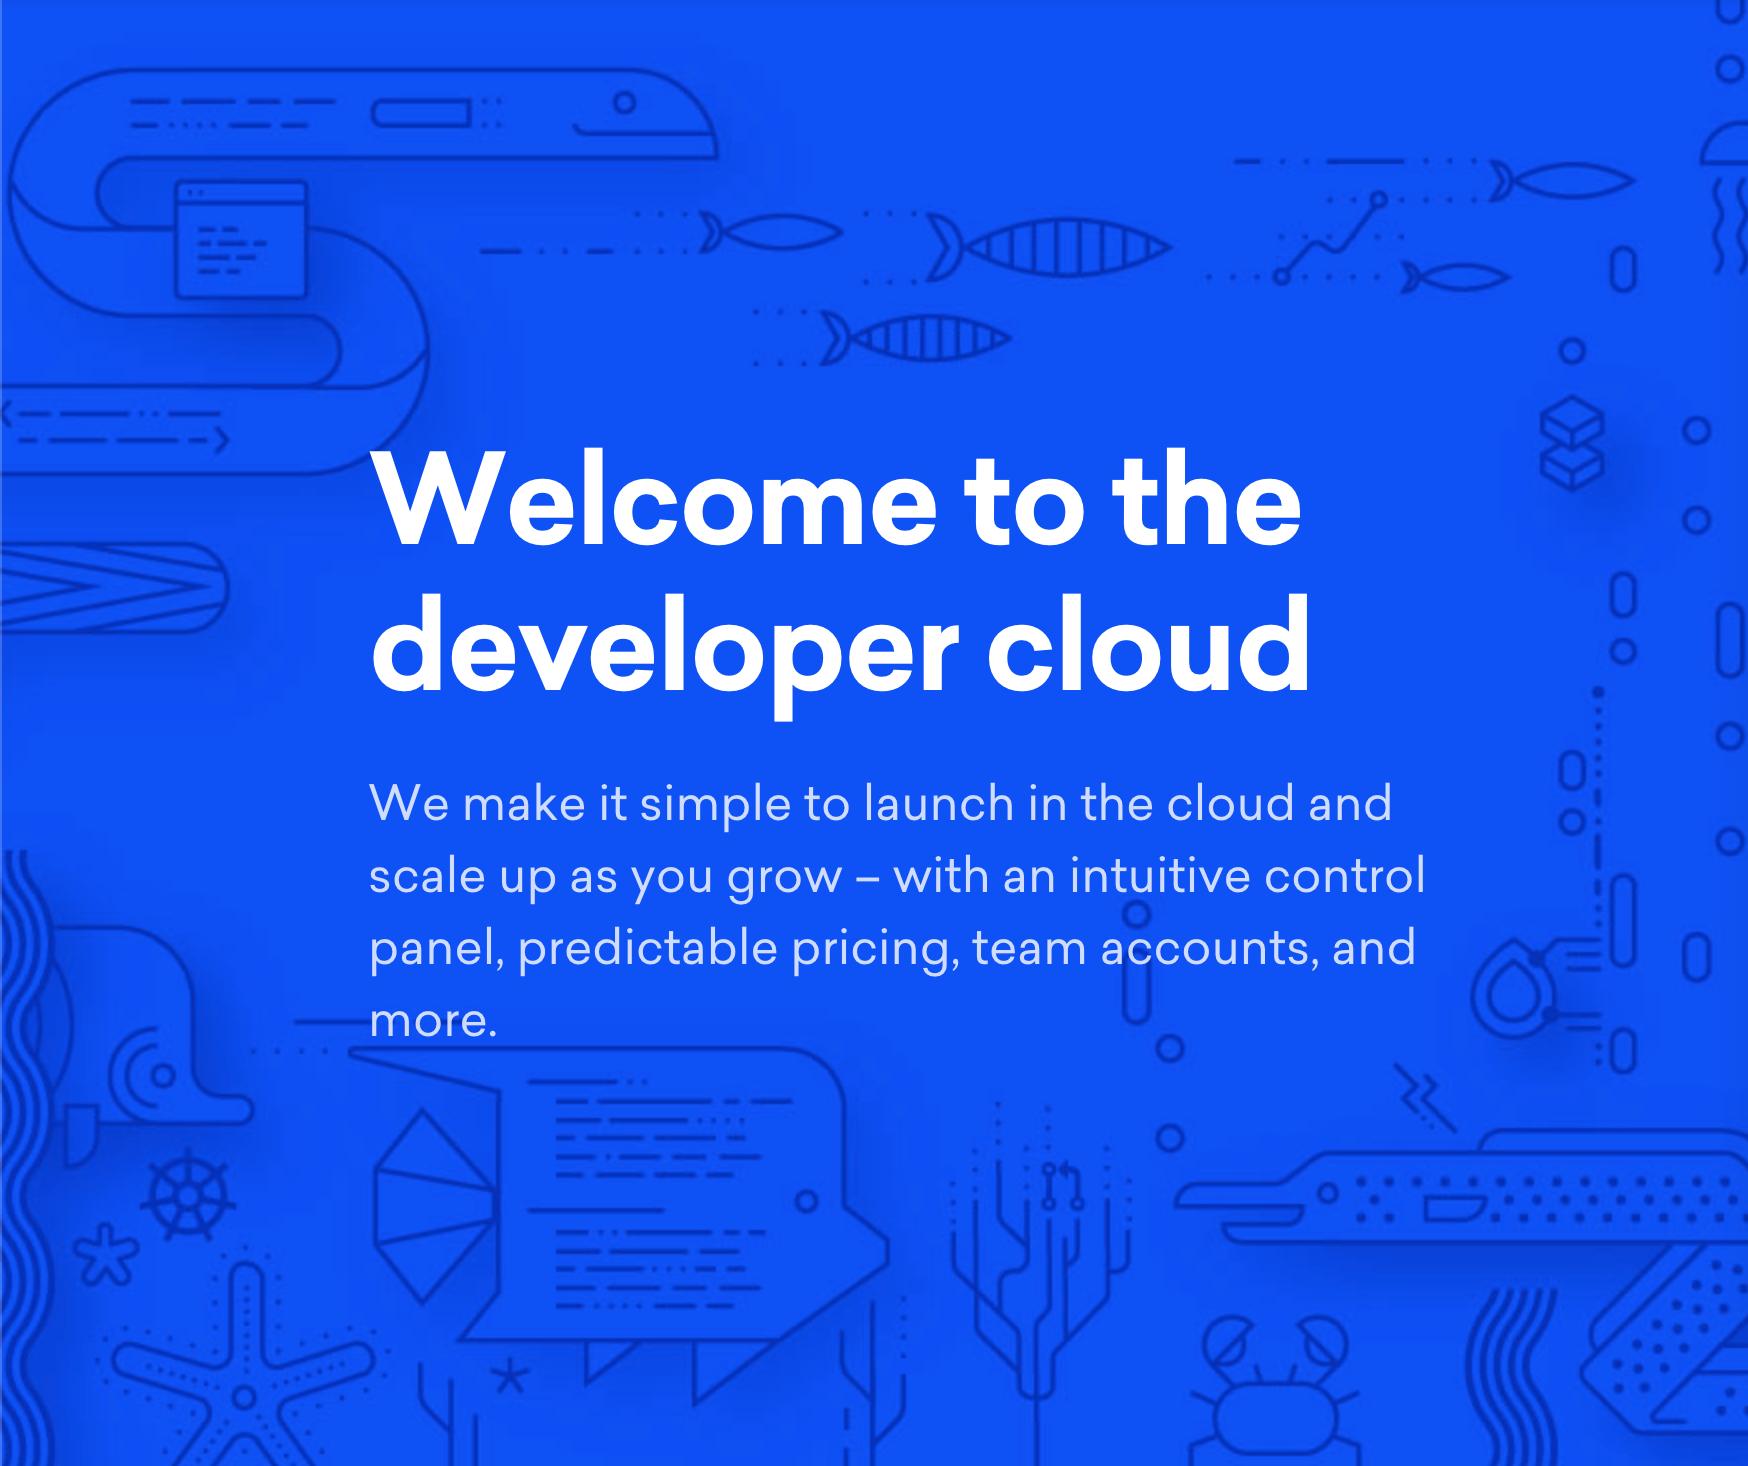 Welcome to the
developer cloud
We make it simple to launch in the cloud and
scale up as you grow – with an intuitive control
panel, predictable pricing, team accounts, and
more.